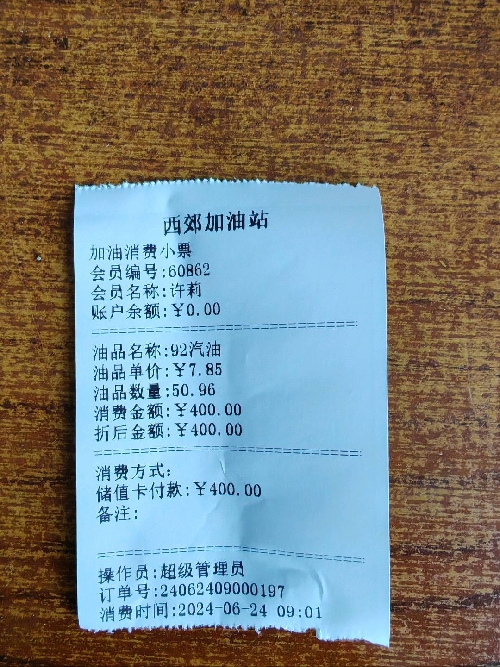 西郊加油站
加油消费小票
会员编号:60862
会员名称:许莉
账户余额:￥0.00
油品名称:92汽油
油品单价:￥7.85
油品数量:50.96
消费金额:￥400.00
折后金额:￥400.00
消费方式:
储值卡付款:￥400.00
备注:
操作员:超级管理员
订单号:24062409000197
消费时间:2024-06-24 09:01